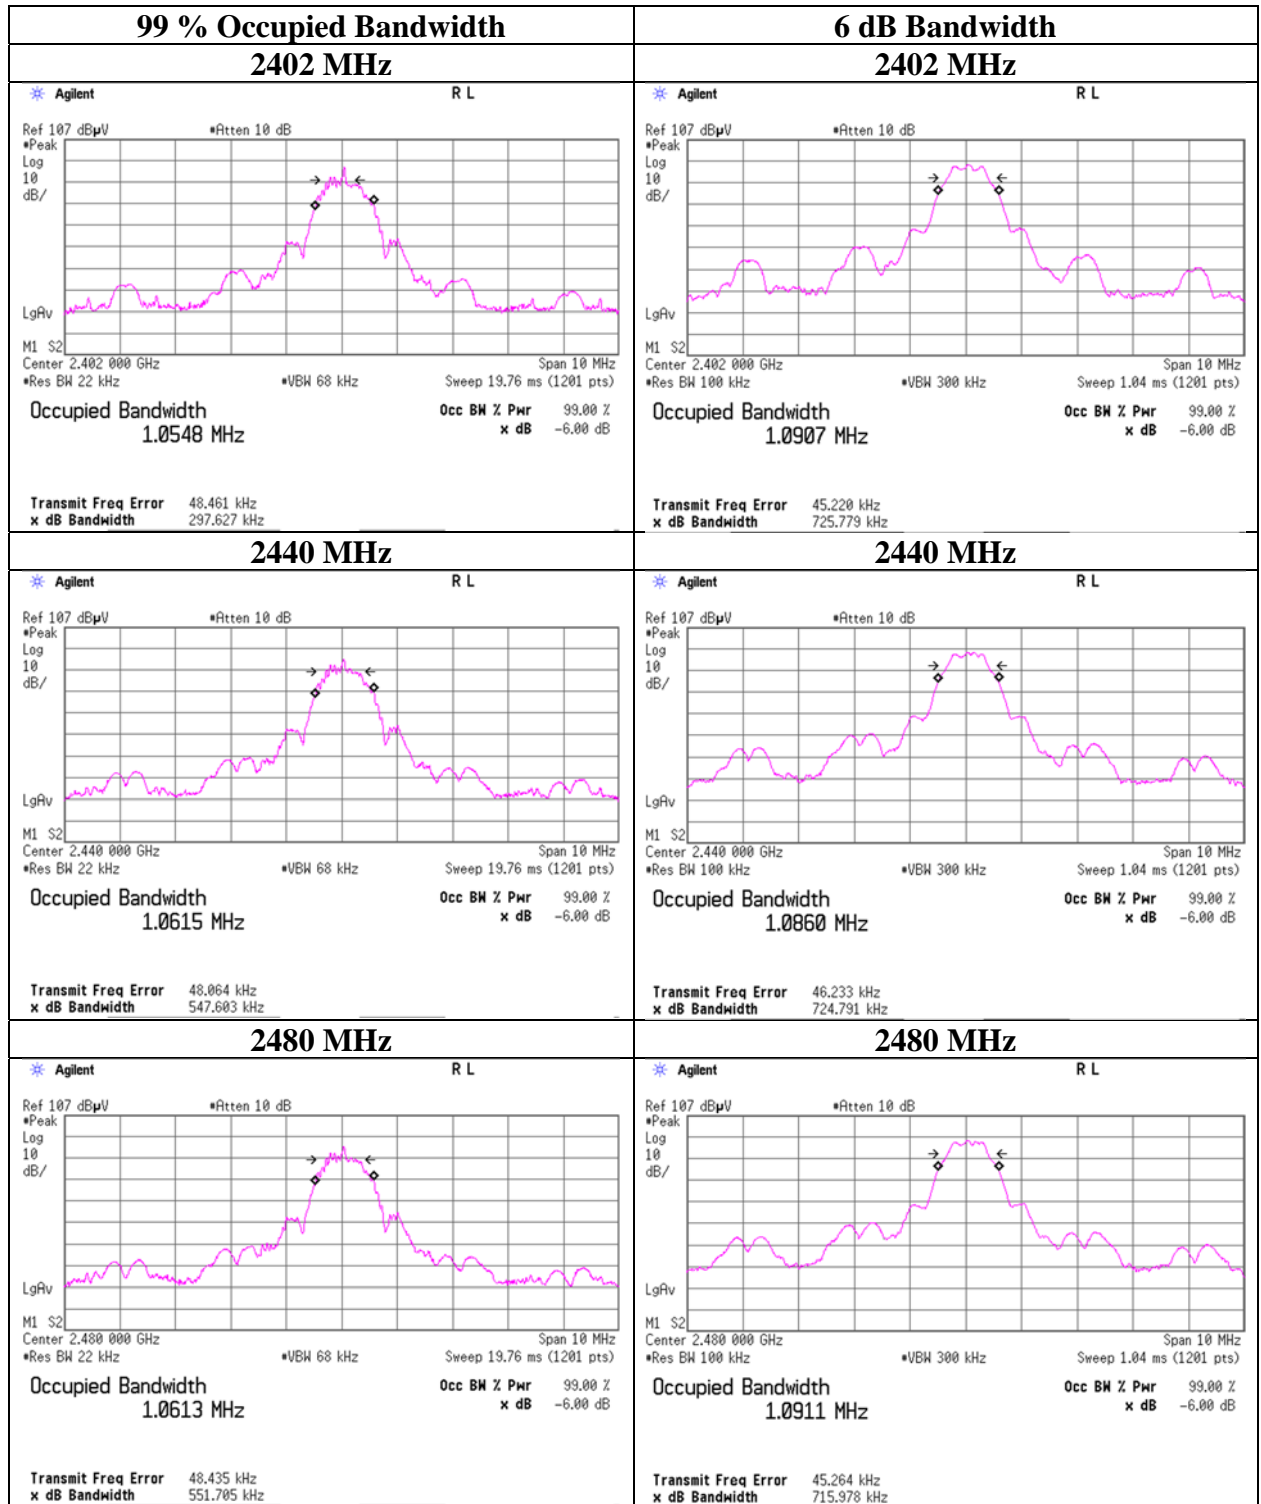 99 % Occupied Bandwidth
6 dB Bandwidth
2402 MHz
2402 MHz
Agilent R L
Ref 107 dBµV #Atten 10 dB
#Peak
Log
10
dB/
LgAv
M1 S2
Center 2.402 000 GHz Span 10 MHz
#Res BW 22 kHz #VBW 68 kHz Sweep 19.76 ms (1201 pts)
Occupied Bandwidth Occ BW % Pwr 99.00 %
1.0548 MHz x dB -6.00 dB
Transmit Freq Error 48.461 kHz
x dB Bandwidth 297.627 kHz
Agilent R L
Ref 107 dBµV #Atten 10 dB
#Peak
Log
10
dB/
LgAv
M1 S2
Center 2.402 000 GHz Span 10 MHz
#Res BW 100 kHz #VBW 300 kHz Sweep 1.04 ms (1201 pts)
Occupied Bandwidth Occ BW % Pwr 99.00 %
1.0907 MHz x dB -6.00 dB
Transmit Freq Error 45.220 kHz
x dB Bandwidth 725.779 kHz
2440 MHz
2440 MHz
Agilent R L
Ref 107 dBµV #Atten 10 dB
#Peak
Log
10
dB/
LgAv
M1 S2
Center 2.440 000 GHz Span 10 MHz
#Res BW 22 kHz #VBW 68 kHz Sweep 19.76 ms (1201 pts)
Occupied Bandwidth Occ BW % Pwr 99.00 %
1.0615 MHz x dB -6.00 dB
Transmit Freq Error 48.064 kHz
x dB Bandwidth 547.603 kHz
Agilent R L
Ref 107 dBµV #Atten 10 dB
#Peak
Log
10
dB/
LgAv
M1 S2
Center 2.440 000 GHz Span 10 MHz
#Res BW 100 kHz #VBW 300 kHz Sweep 1.04 ms (1201 pts)
Occupied Bandwidth Occ BW % Pwr 99.00 %
1.0860 MHz x dB -6.00 dB
Transmit Freq Error 46.233 kHz
x dB Bandwidth 724.791 kHz
2480 MHz
2480 MHz
Agilent R L
Ref 107 dBµV #Atten 10 dB
#Peak
Log
10
dB/
LgAv
M1 S2
Center 2.480 000 GHz Span 10 MHz
#Res BW 22 kHz #VBW 68 kHz Sweep 19.76 ms (1201 pts)
Occupied Bandwidth Occ BW % Pwr 99.00 %
1.0613 MHz x dB -6.00 dB
Transmit Freq Error 48.435 kHz
x dB Bandwidth 551.705 kHz
Agilent R L
Ref 107 dBµV #Atten 10 dB
#Peak
Log
10
dB/
LgAv
M1 S2
Center 2.480 000 GHz Span 10 MHz
#Res BW 100 kHz #VBW 300 kHz Sweep 1.04 ms (1201 pts)
Occupied Bandwidth Occ BW % Pwr 99.00 %
1.0911 MHz x dB -6.00 dB
Transmit Freq Error 45.264 kHz
x dB Bandwidth 715.978 kHz